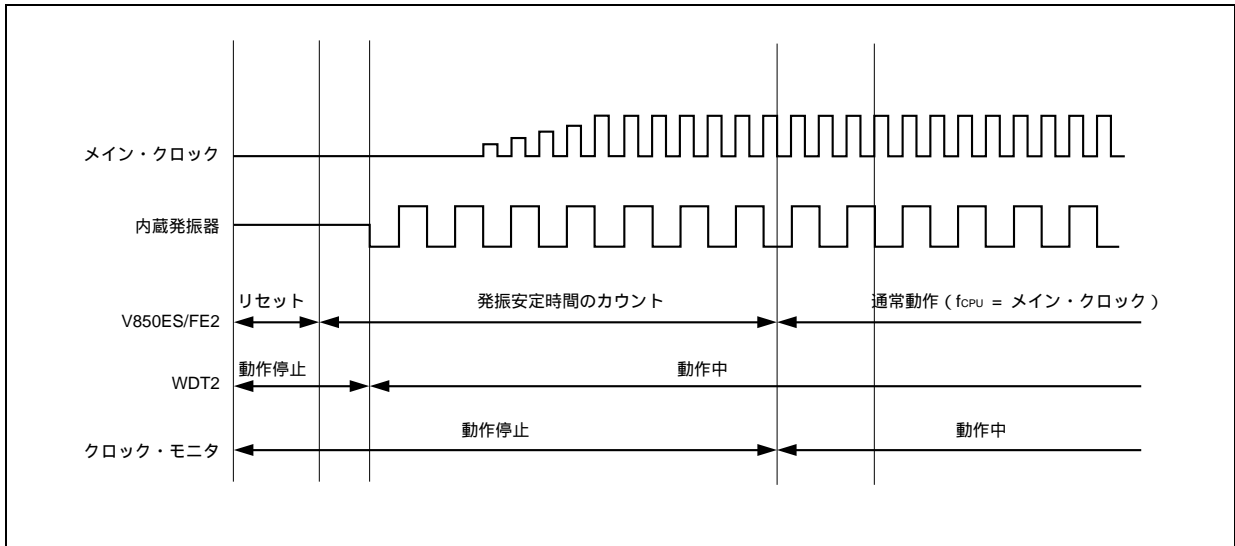 メイン・クロック
内蔵発振器
リセット
発振安定時間のカウント
通常動作（fCPU = メイン・クロック）
V850ES/FE2
動作停止
動作中
WDT2
動作停止
動作中
クロック・モニタ